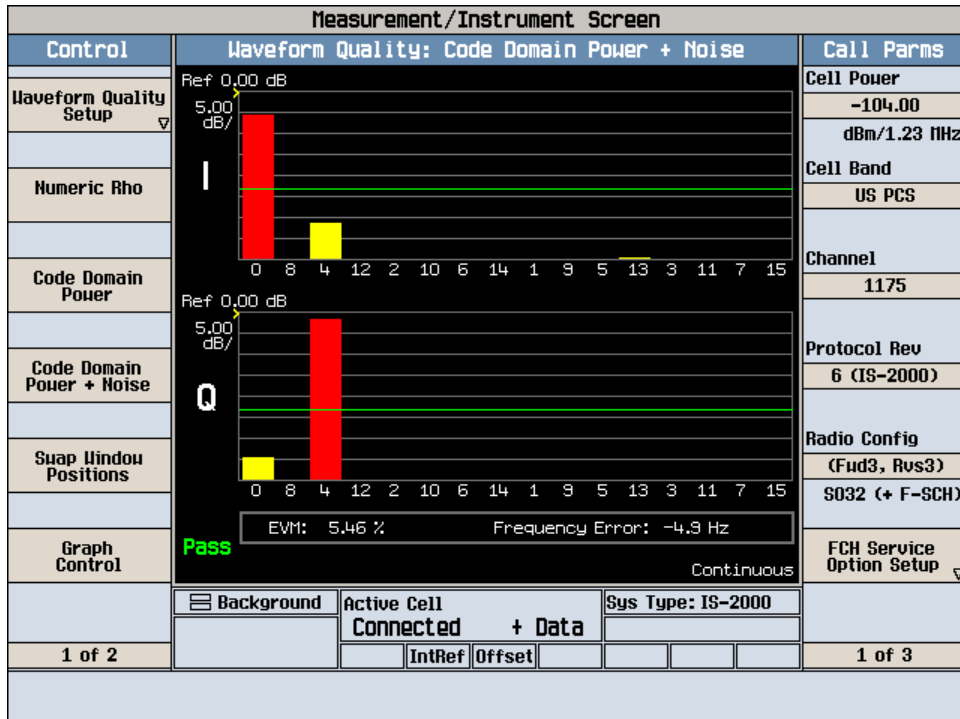 Measurement/Instrument Screen
Control
Waveform Quality: Code Domain Power + Noise
Call Parms
Waveform Quality
Setup
Numeric Rho
Code Domain
Power
Code Domain
Power + Noise
Swap Window
Positions
Graph
Control
1 of 2
Ref 0.00 dB
5.00
dB/
I
0 8 4 12 2 10 6 14 1 9 5 13 3 11 7 15
Ref 0.00 dB
5.00
dB/
Q
0 8 4 12 2 10 6 14 1 9 5 13 3 11 7 15
EVM: 5.46 % Frequency Error: -4.9 Hz
Pass
Continuous
Background
Active Cell
Connected + Data
Sys Type: IS-2000
IntRef Offset
Cell Power
-104.00
dBm/1.23 MHz
Cell Band
US PCS
Channel
1175
Protocol Rev
6 (IS-2000)
Radio Config
(Fwd3, Rvs3)
SO32 (+ F-SCH)
FCH Service
Option Setup
1 of 3